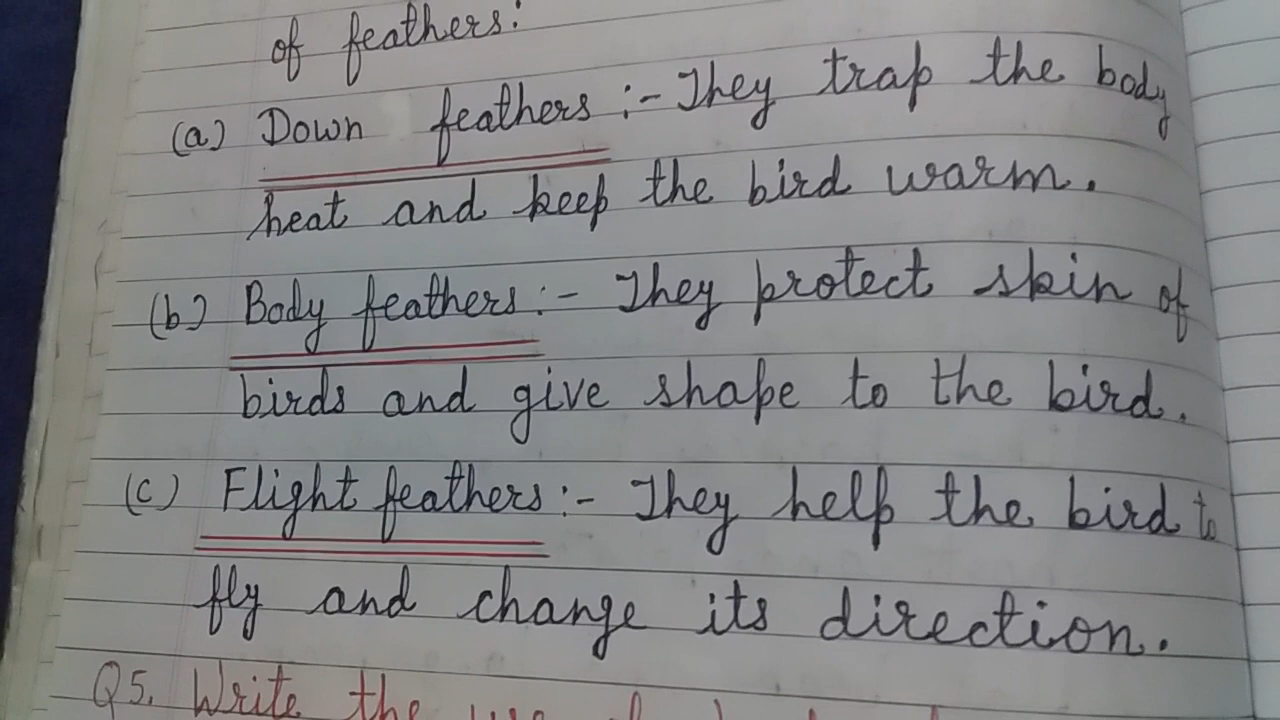 of feathers:
(a) Down feathers :- They trap the body
heat and keep the bird warm.
(b) Body feathers :- They protect skin of
birds and give shape to the bird.
(c) Flight feathers :- They help the bird to
fly and change its direction.
Q5. Write the